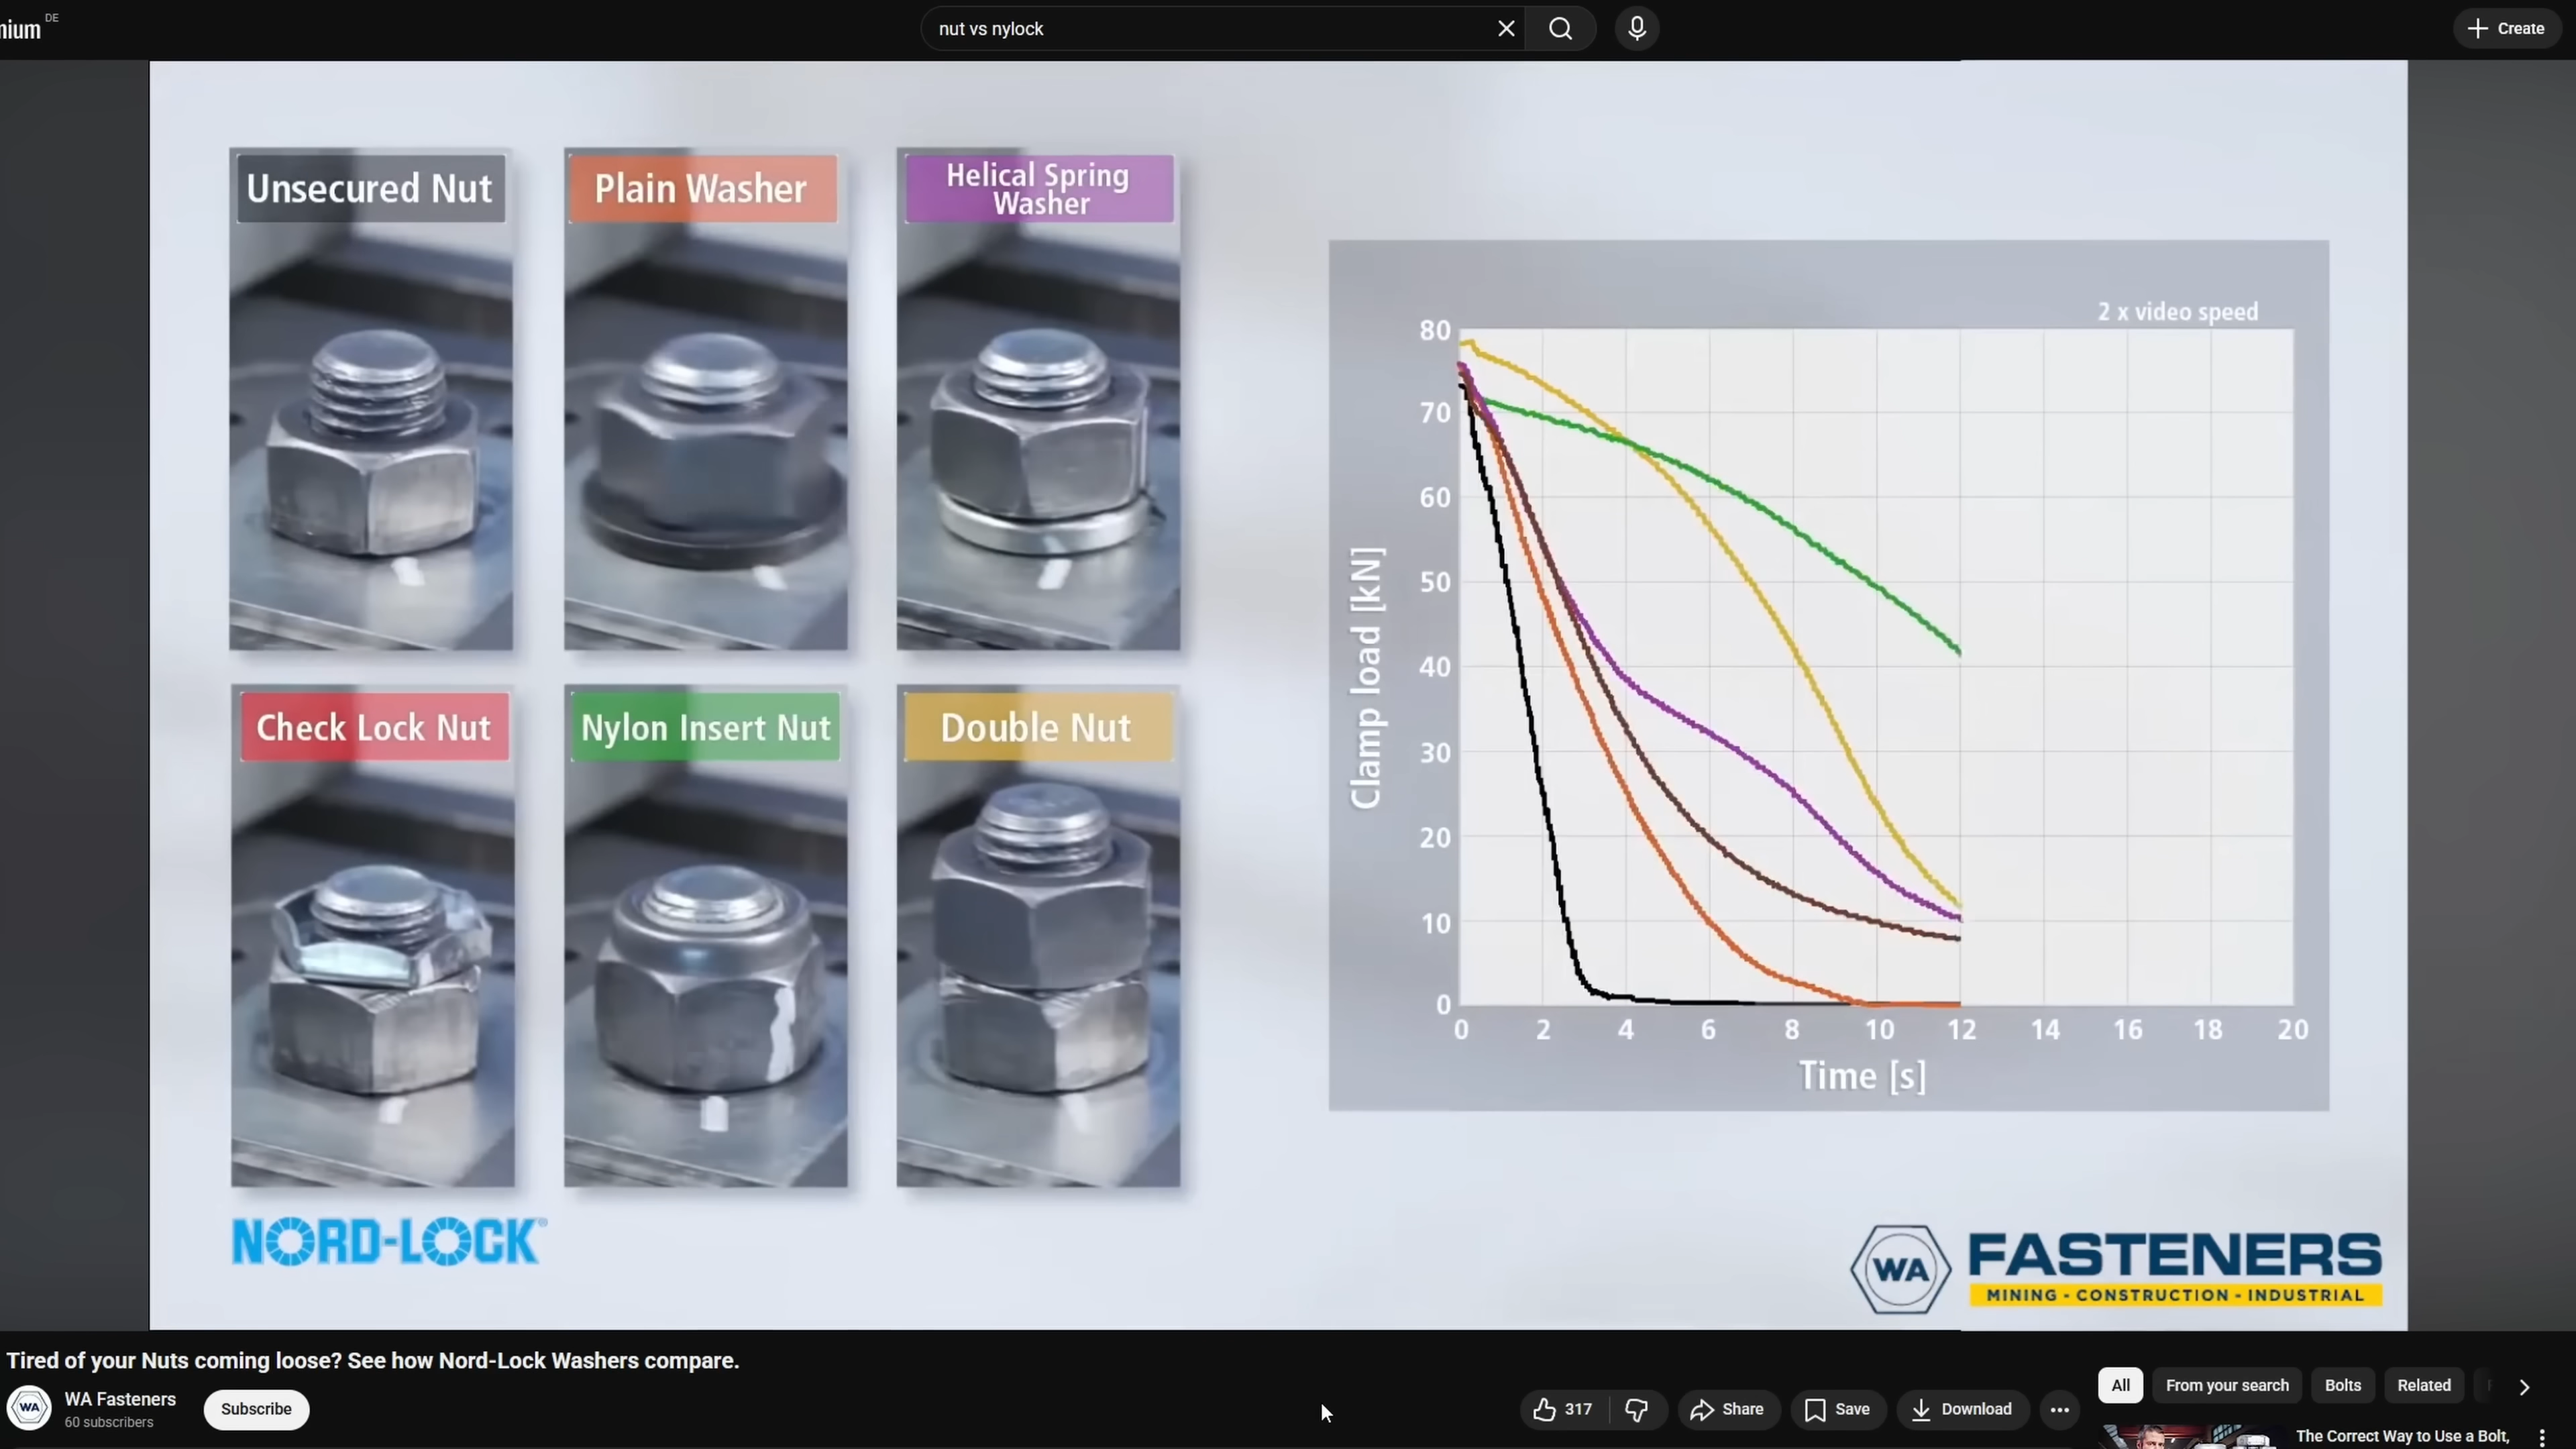 nium DE
nut vs nylock
Create
Unsecured Nut
Plain Washer
Helical Spring
Washer
Check Lock Nut
Nylon Insert Nut
Double Nut
2 x video speed
Clamp load [kN]
80
70
60
50
40
30
20
10
0
0 2 4 6 8 10 12 14 16 18 20
Time [s]
NORD-LOCK®
WA
FASTENERS
MINING - CONSTRUCTION - INDUSTRIAL
Tired of your Nuts coming loose? See how Nord-Lock Washers compare.
WA
WA Fasteners
60 subscribers
Subscribe
317
Share
Save
Download
All
From your search
Bolts
Related
The Correct Way to Use a Bolt,